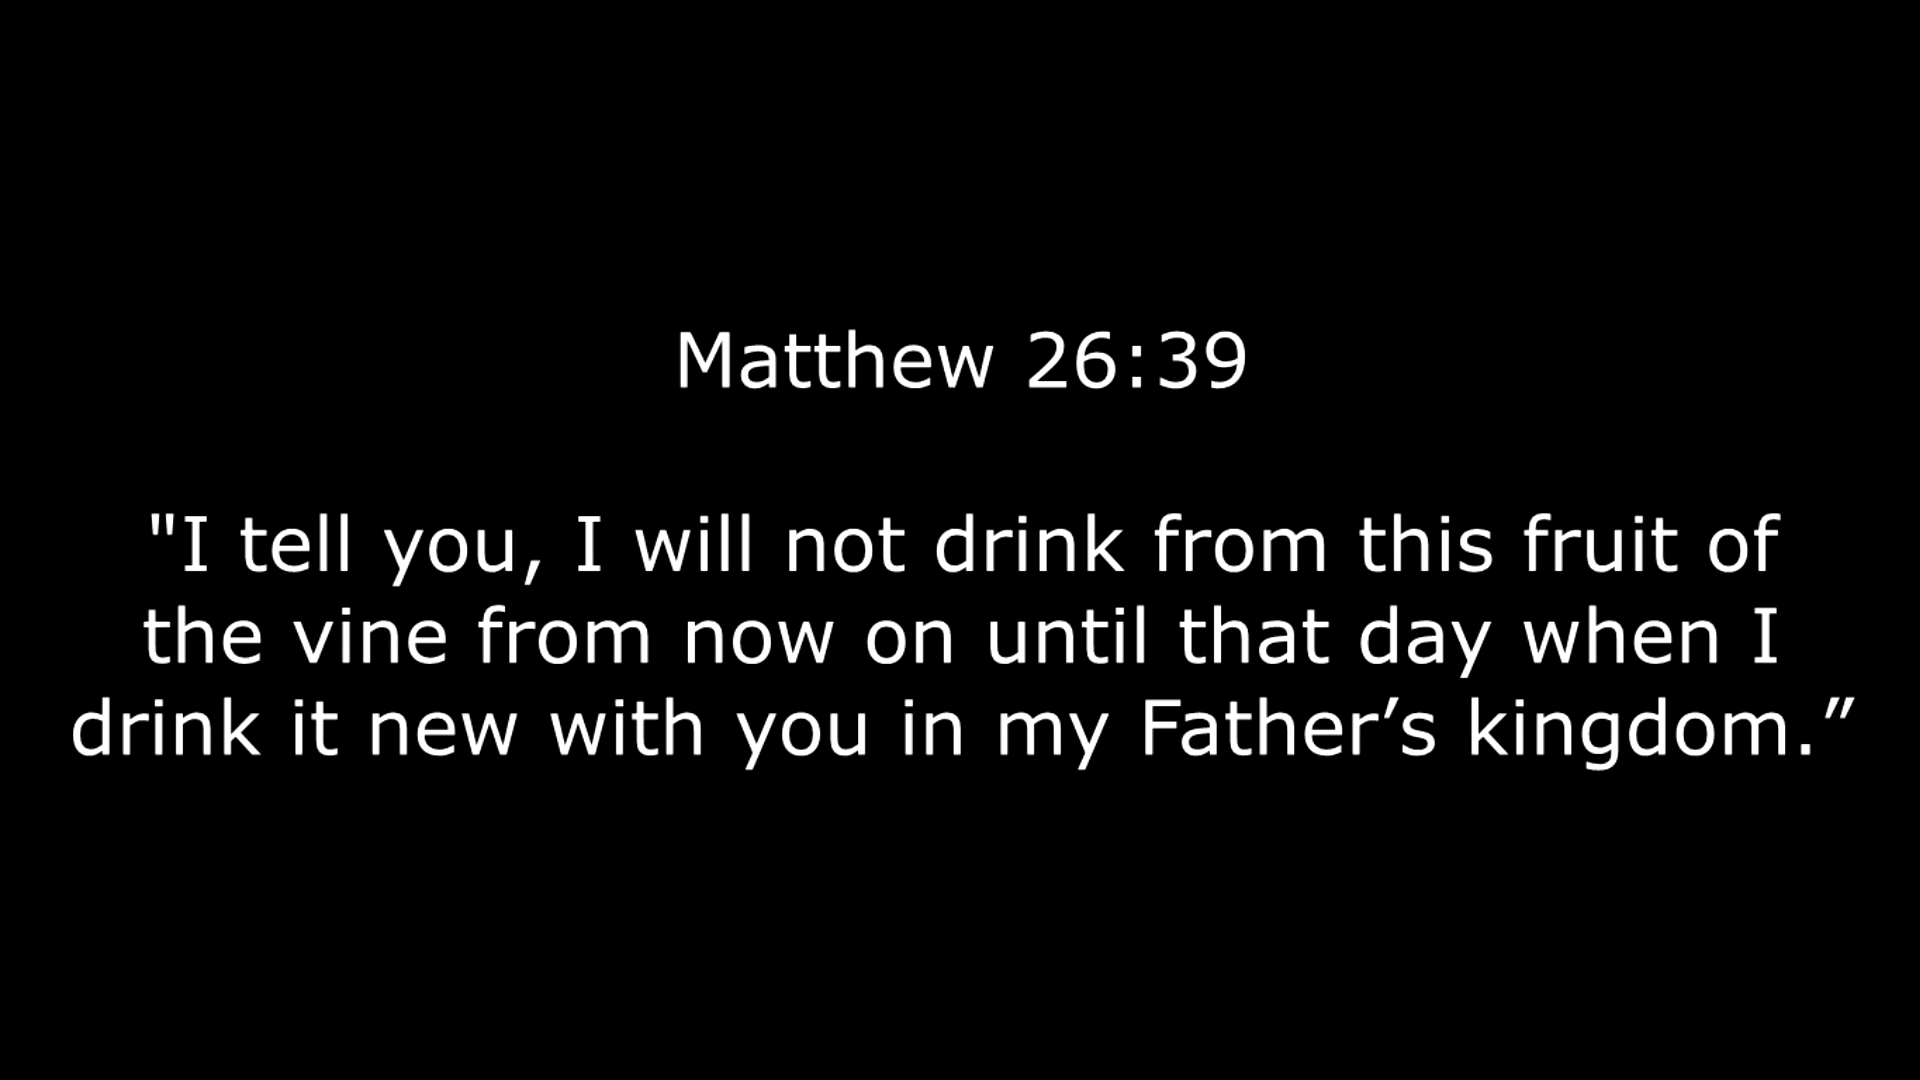 Matthew 26:39
"I tell you, I will not drink from this fruit of
the vine from now on until that day when I
drink it new with you in my Father’s kingdom.”